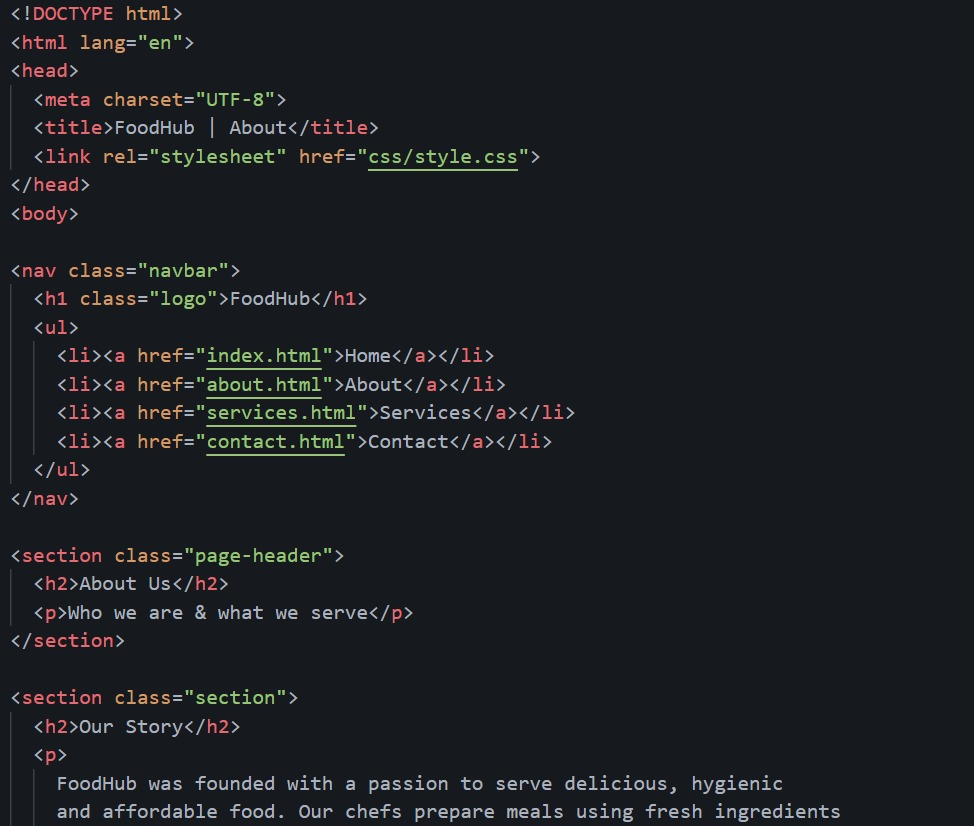 <!DOCTYPE html>
<html lang="en">
<head>
  <meta charset="UTF-8">
  <title>FoodHub | About</title>
  <link rel="stylesheet" href="css/style.css">
</head>
<body>

<nav class="navbar">
  <h1 class="logo">FoodHub</h1>
  <ul>
    <li><a href="index.html">Home</a></li>
    <li><a href="about.html">About</a></li>
    <li><a href="services.html">Services</a></li>
    <li><a href="contact.html">Contact</a></li>
  </ul>
</nav>

<section class="page-header">
  <h2>About Us</h2>
  <p>Who we are & what we serve</p>
</section>

<section class="section">
  <h2>Our Story</h2>
  <p>
    FoodHub was founded with a passion to serve delicious, hygienic
    and affordable food. Our chefs prepare meals using fresh ingredients